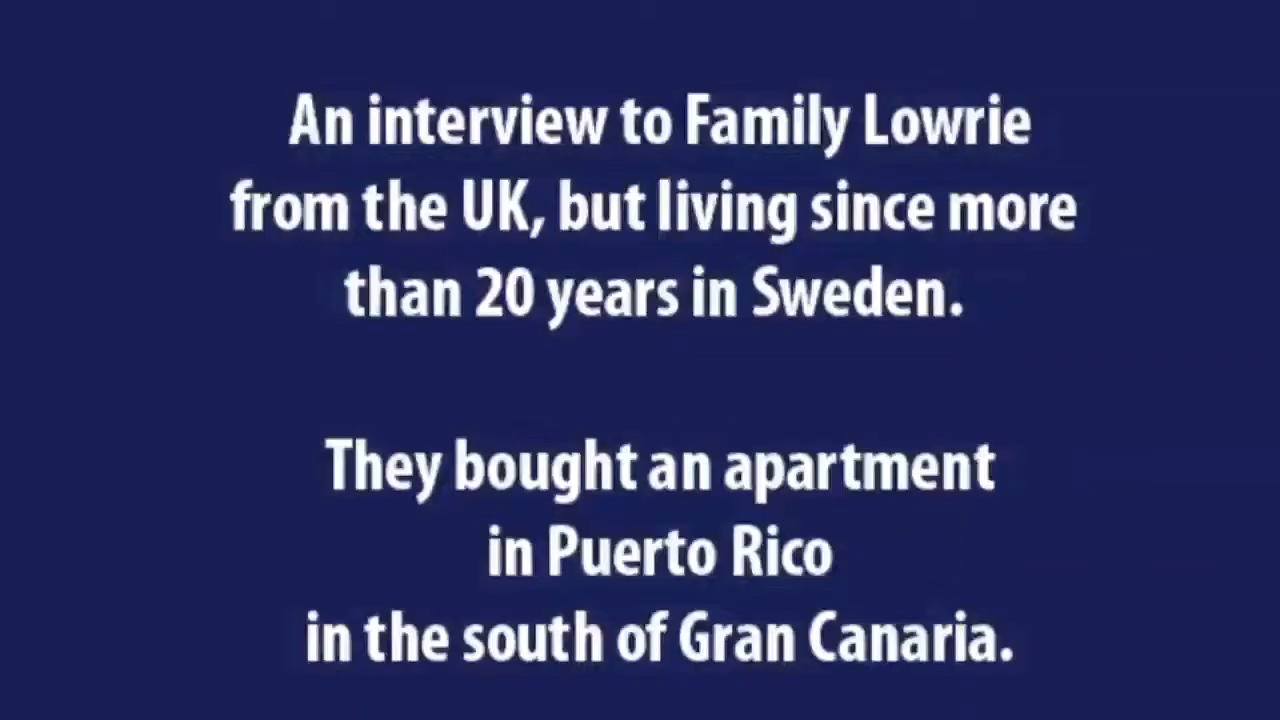 An interview to Family Lowrie
from the UK, but living since more
than 20 years in Sweden.
They bought an apartment
in Puerto Rico
in the south of Gran Canaria.